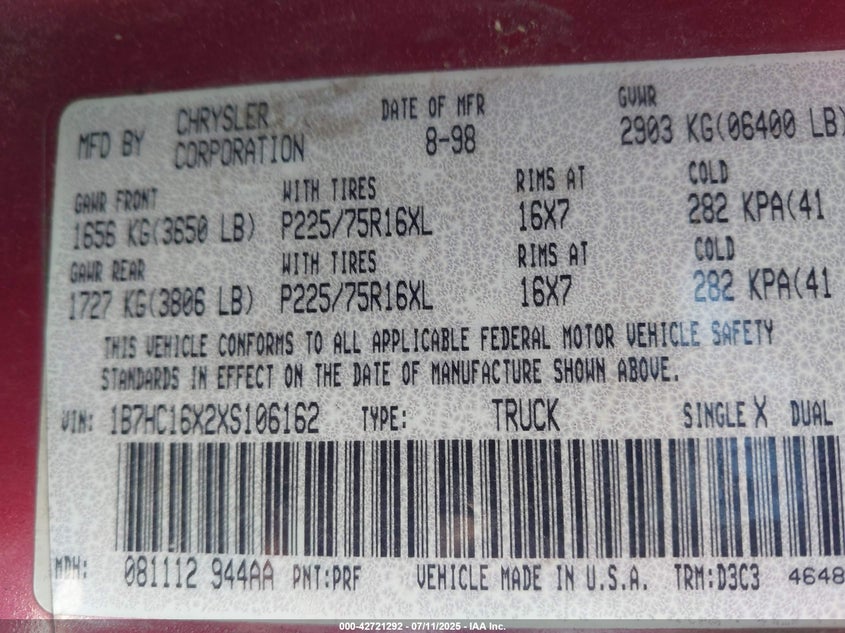 MFD BY CHRYSLER CORPORATION DATE OF MFR 8-98 GVWR 2903 KG(06400 LB)
GAWR FRONT WITH TIRES RIMS AT COLD
1656 KG(3650 LB) P225/75R16XL 16X7 282 KPA(41
GAWR REAR WITH TIRES RIMS AT COLD
1727 KG(3806 LB) P225/75R16XL 16X7 282 KPA(41
THIS VEHICLE CONFORMS TO ALL APPLICABLE FEDERAL MOTOR VEHICLE SAFETY
STANDARDS IN EFFECT ON THE DATE OF MANUFACTURE SHOWN ABOVE.
VIN: 1B7HC16X2XS106162 TYPE: TRUCK SINGLE X DUAL
MDH: 081112 944AA PNT:PRF VEHICLE MADE IN U.S.A. TRM:D3C3 4648
000-42721292 - 07/11/2025 - IAA Inc.